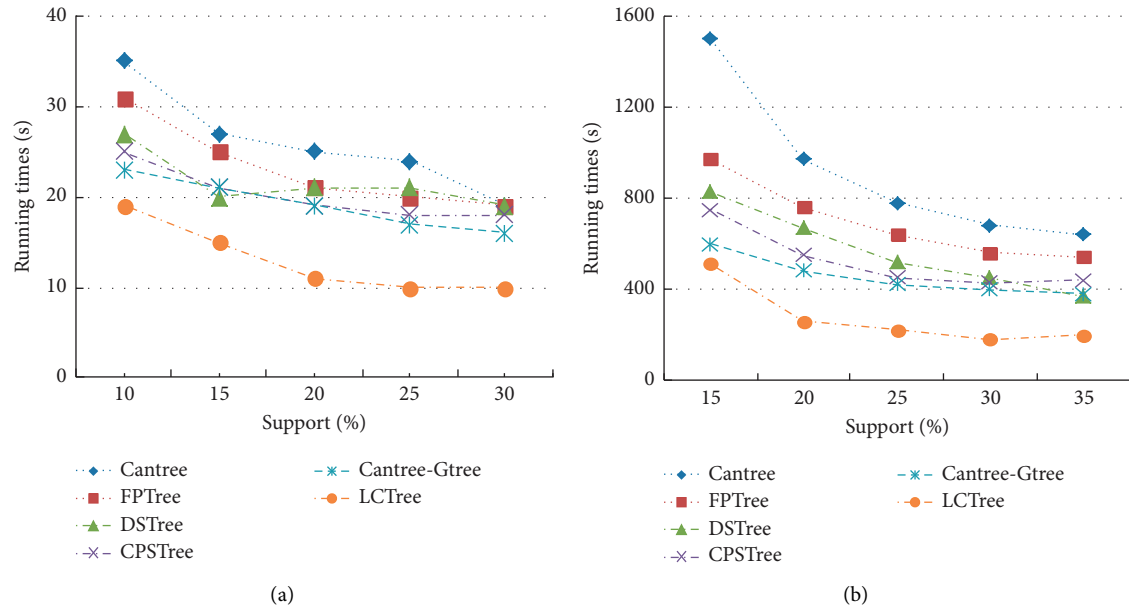 40
30
20
10
0
Running times (s)
10 15 20 25 30
Support (%)
Cantree
FPTree
DSTree
CPSTree
Cantree-Gtree
LCTree
(a)
1600
1200
800
400
0
Running times (s)
15 20 25 30 35
Support (%)
Cantree
FPTree
DSTree
CPSTree
Cantree-Gtree
LCTree
(b)